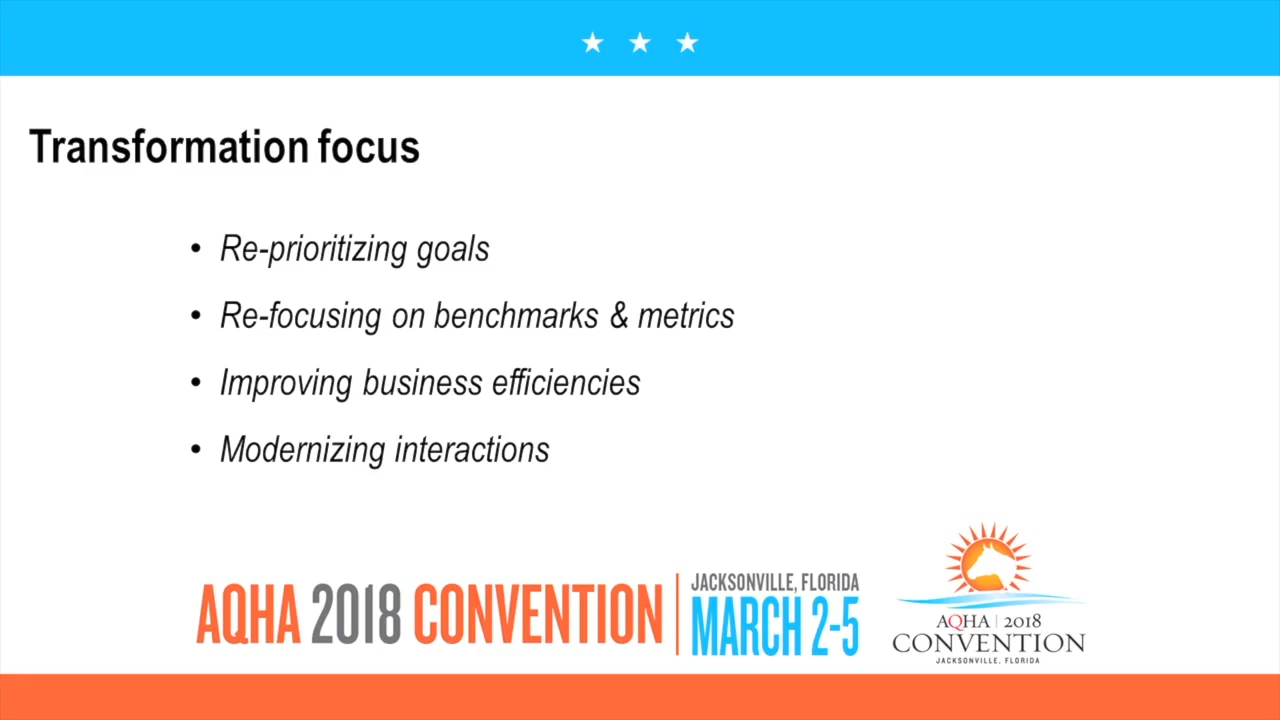 Transformation focus
• Re-prioritizing goals
• Re-focusing on benchmarks & metrics
• Improving business efficiencies
• Modernizing interactions
AQHA 2018 CONVENTION
JACKSONVILLE, FLORIDA
MARCH 2-5
AQHA | 2018
CONVENTION
JACKSONVILLE, FLORIDA